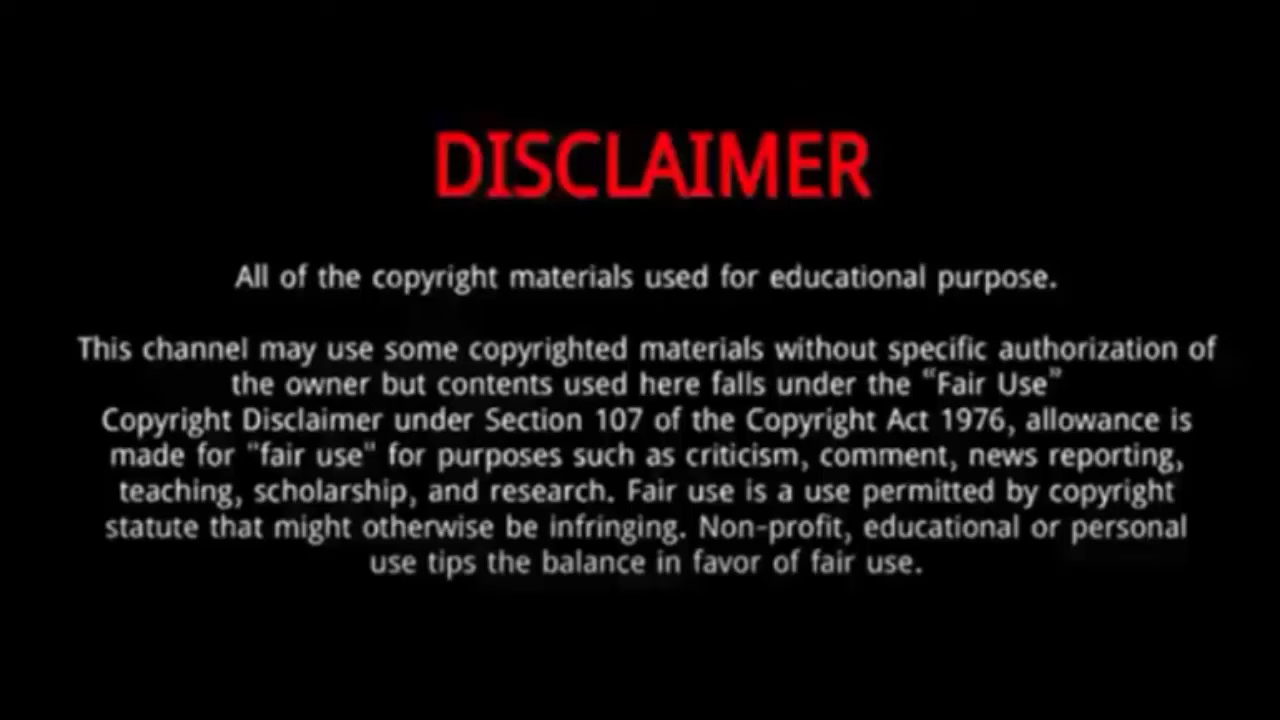 DISCLAIMER
All of the copyright materials used for educational purpose.
This channel may use some copyrighted materials without specific authorization of
the owner but contents used here falls under the “Fair Use”
Copyright Disclaimer under Section 107 of the Copyright Act 1976, allowance is
made for "fair use" for purposes such as criticism, comment, news reporting,
teaching, scholarship, and research. Fair use is a use permitted by copyright
statute that might otherwise be infringing. Non-profit, educational or personal
use tips the balance in favor of fair use.